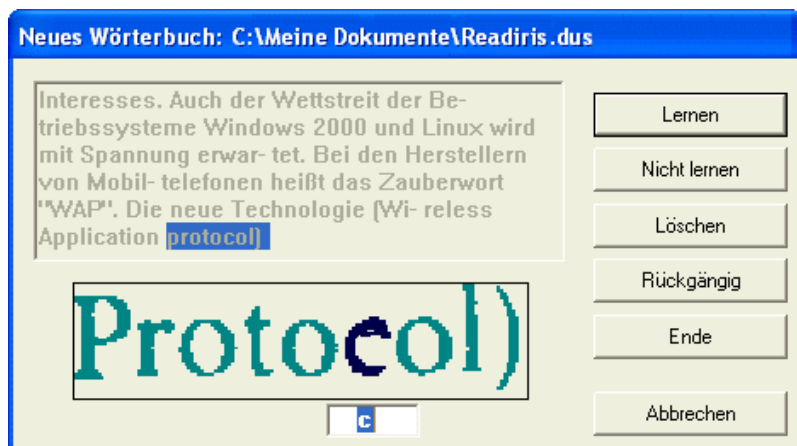 Neues Wörterbuch: C:\Meine Dokumente\Readiris.dus
Interesses. Auch der Wettstreit der Be-
triebssysteme Windows 2000 und Linux wird
mit Spannung erwar- tet. Bei den Herstellern
von Mobil- telefonen heißt das Zauberwort
"WAP". Die neue Technologie (Wi- reless
Application protocol)
Protocol)
c
Lernen
Nicht lernen
Löschen
Rückgängig
Ende
Abbrechen